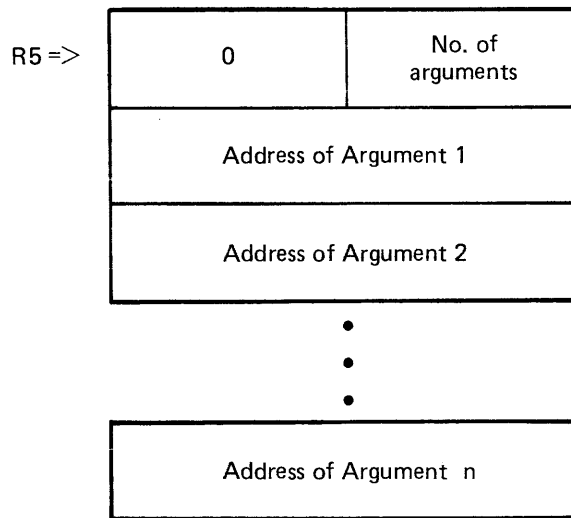 R5 =>
0
No. of
arguments
Address of Argument 1
Address of Argument 2
Address of Argument n